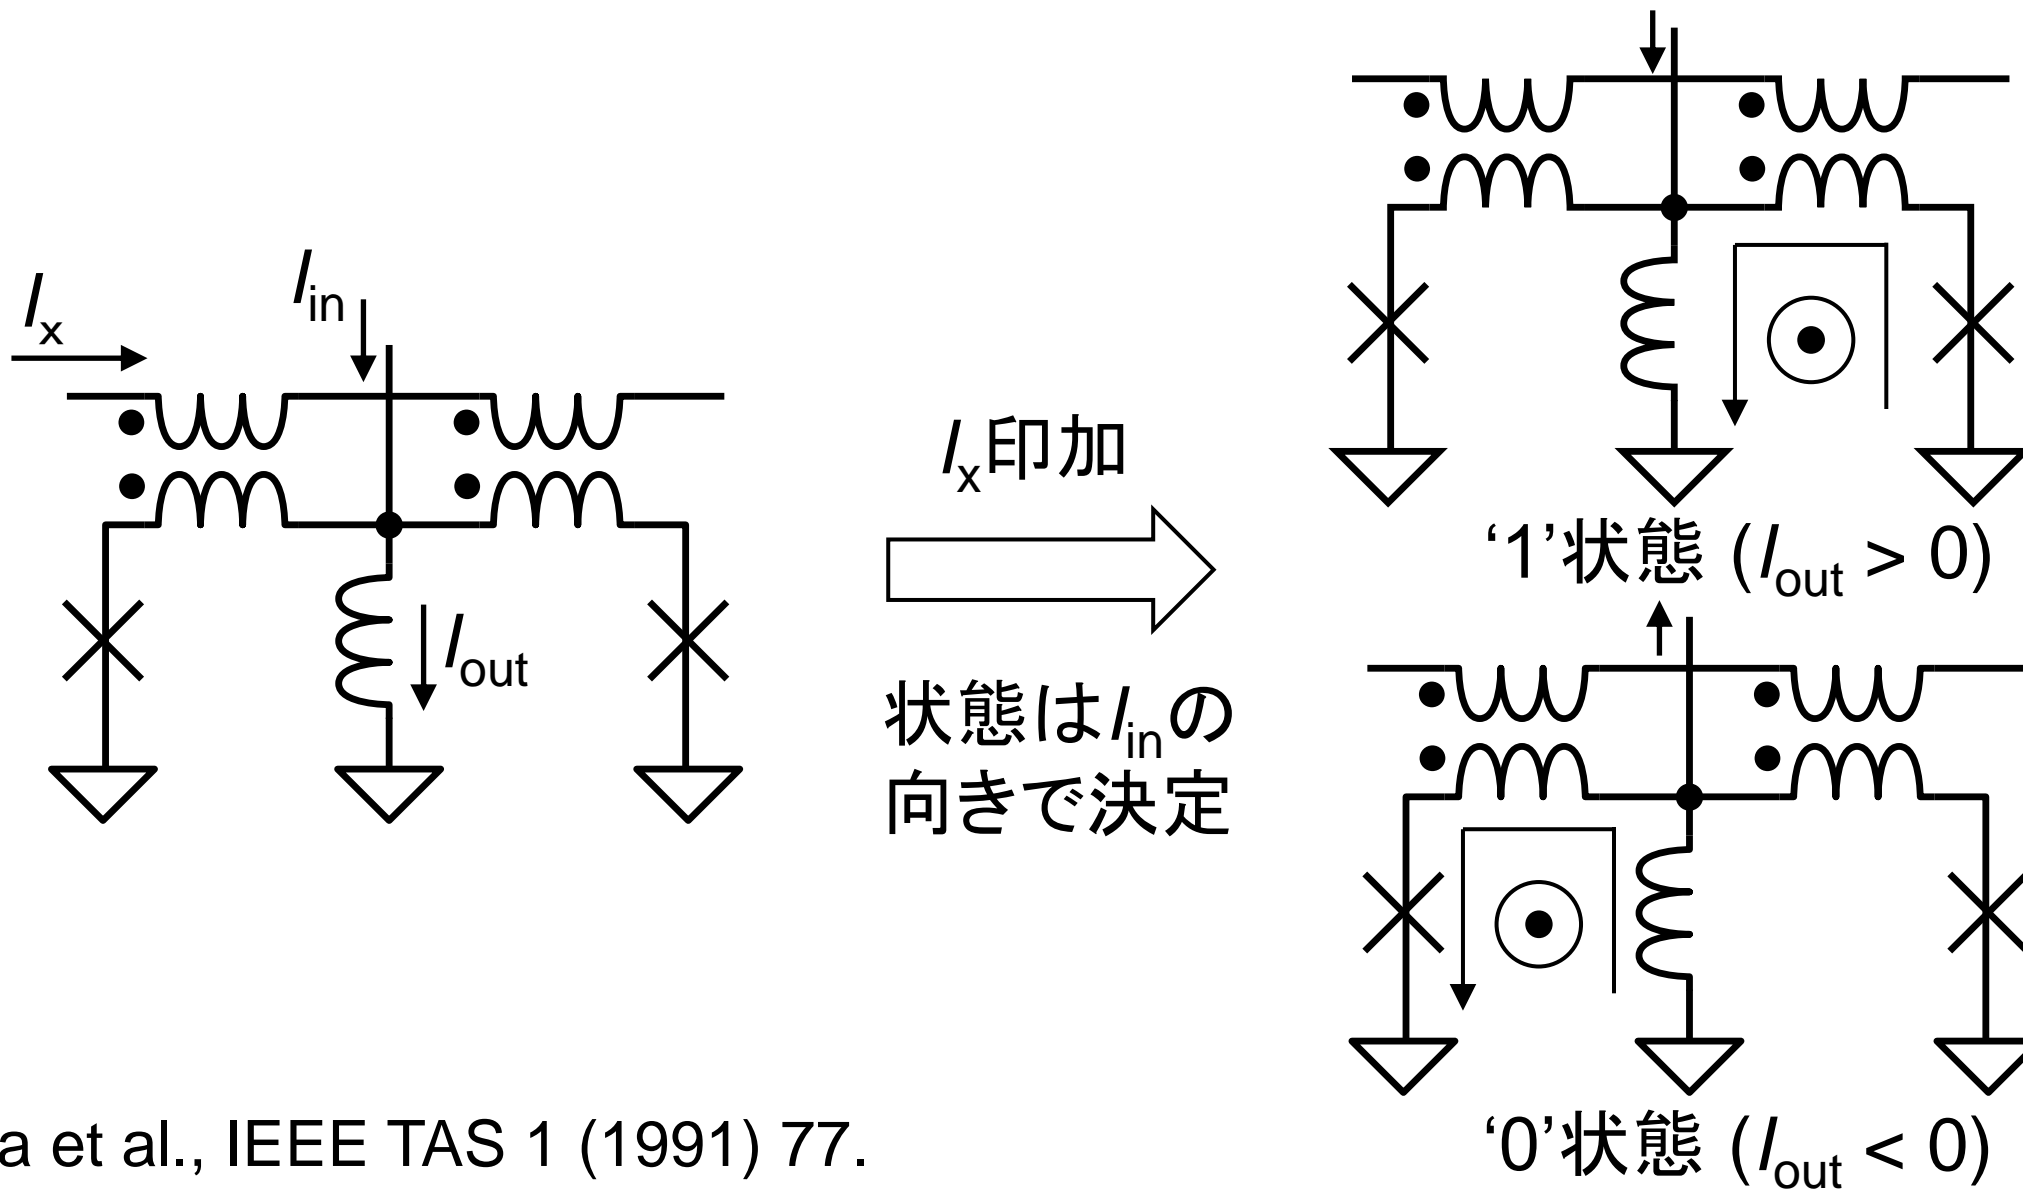 Ix
Iin
Iout
Ix印加
状態はIinの
向きで決定
‘1’状態 (Iout > 0)
‘0’状態 (Iout < 0)
a et al., IEEE TAS 1 (1991) 77.